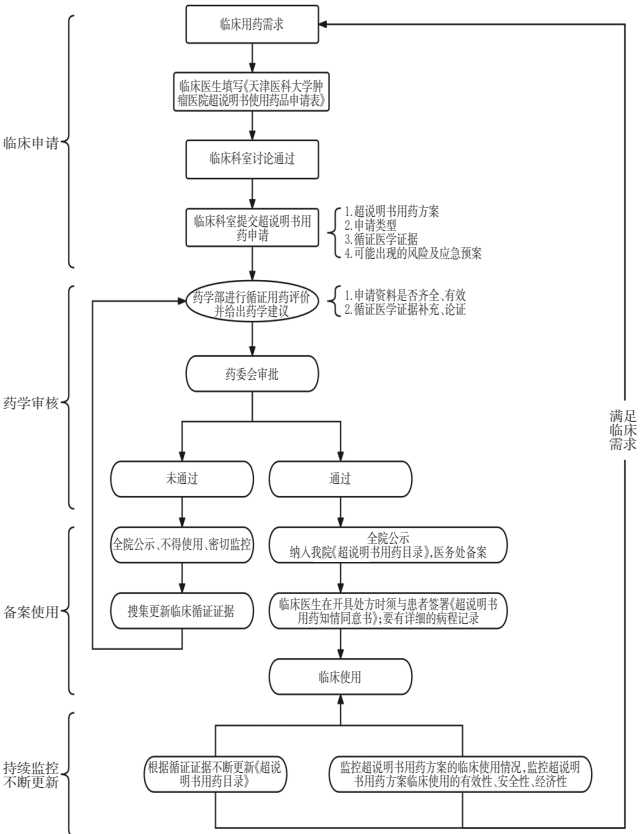 临床用药需求
临床申请
临床医生填写《天津医科大学肿
瘤医院超说明书使用药品申请表》
临床科室讨论通过
临床科室提交超说明书用
药申请
1.超说明书用药方案
2.申请类型
3.循证医学证据
4.可能出现的风险及应急预案
药学部进行循证用药评价
并给出药学建议
1.申请资料是否齐全、有效
2.循证医学证据补充、论证
药学审核
药委会审批
满足
临床
需求
未通过
通过
备案使用
全院公示、不得使用、密切监控
全院公示
纳入我院《超说明书用药目录》,医务处备案
搜集更新临床循证证据
临床医生在开具处方时须与患者签署《超说明书
用药知情同意书》;要有详细的病程记录
临床使用
持续监控
不断更新
根据循证证据不断更新《超说
明书用药目录》
监控超说明书用药方案的临床使用情况,监控超说明
书用药方案临床使用的有效性、安全性、经济性